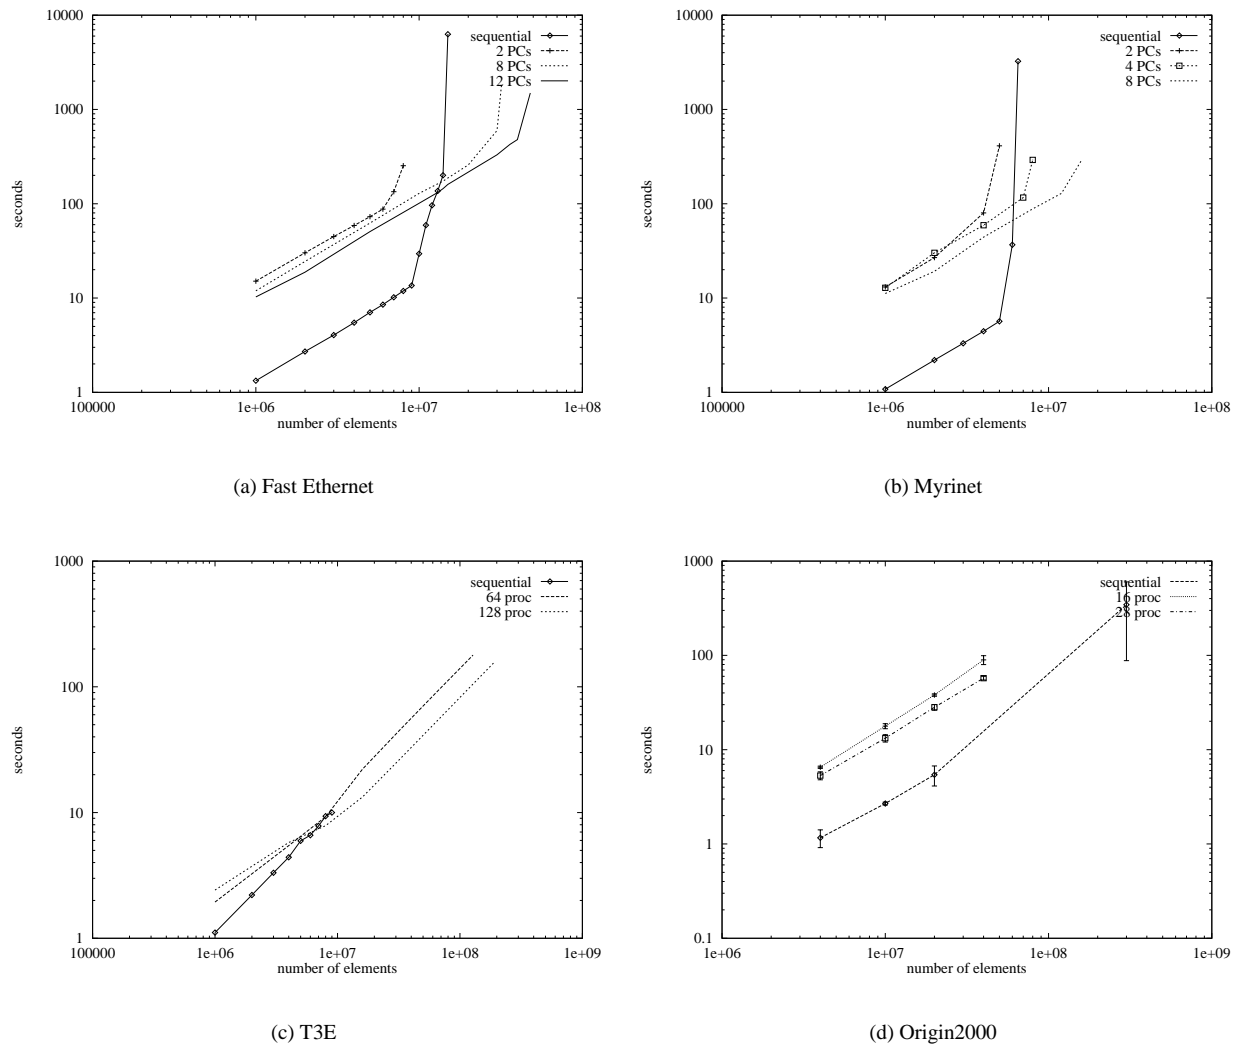 10000
1000
100
10
1
100000
1e+06
1e+07
1e+08
seconds
number of elements
sequential
2 PCs
8 PCs
12 PCs
(a) Fast Ethernet
10000
1000
100
10
1
100000
1e+06
1e+07
1e+08
seconds
number of elements
sequential
2 PCs
4 PCs
8 PCs
(b) Myrinet
1000
100
10
1
100000
1e+06
1e+07
1e+08
1e+09
seconds
number of elements
sequential
64 proc
128 proc
(c) T3E
1000
100
10
1
0.1
1e+06
1e+07
1e+08
1e+09
seconds
number of elements
sequential
16 proc
28 proc
(d) Origin2000